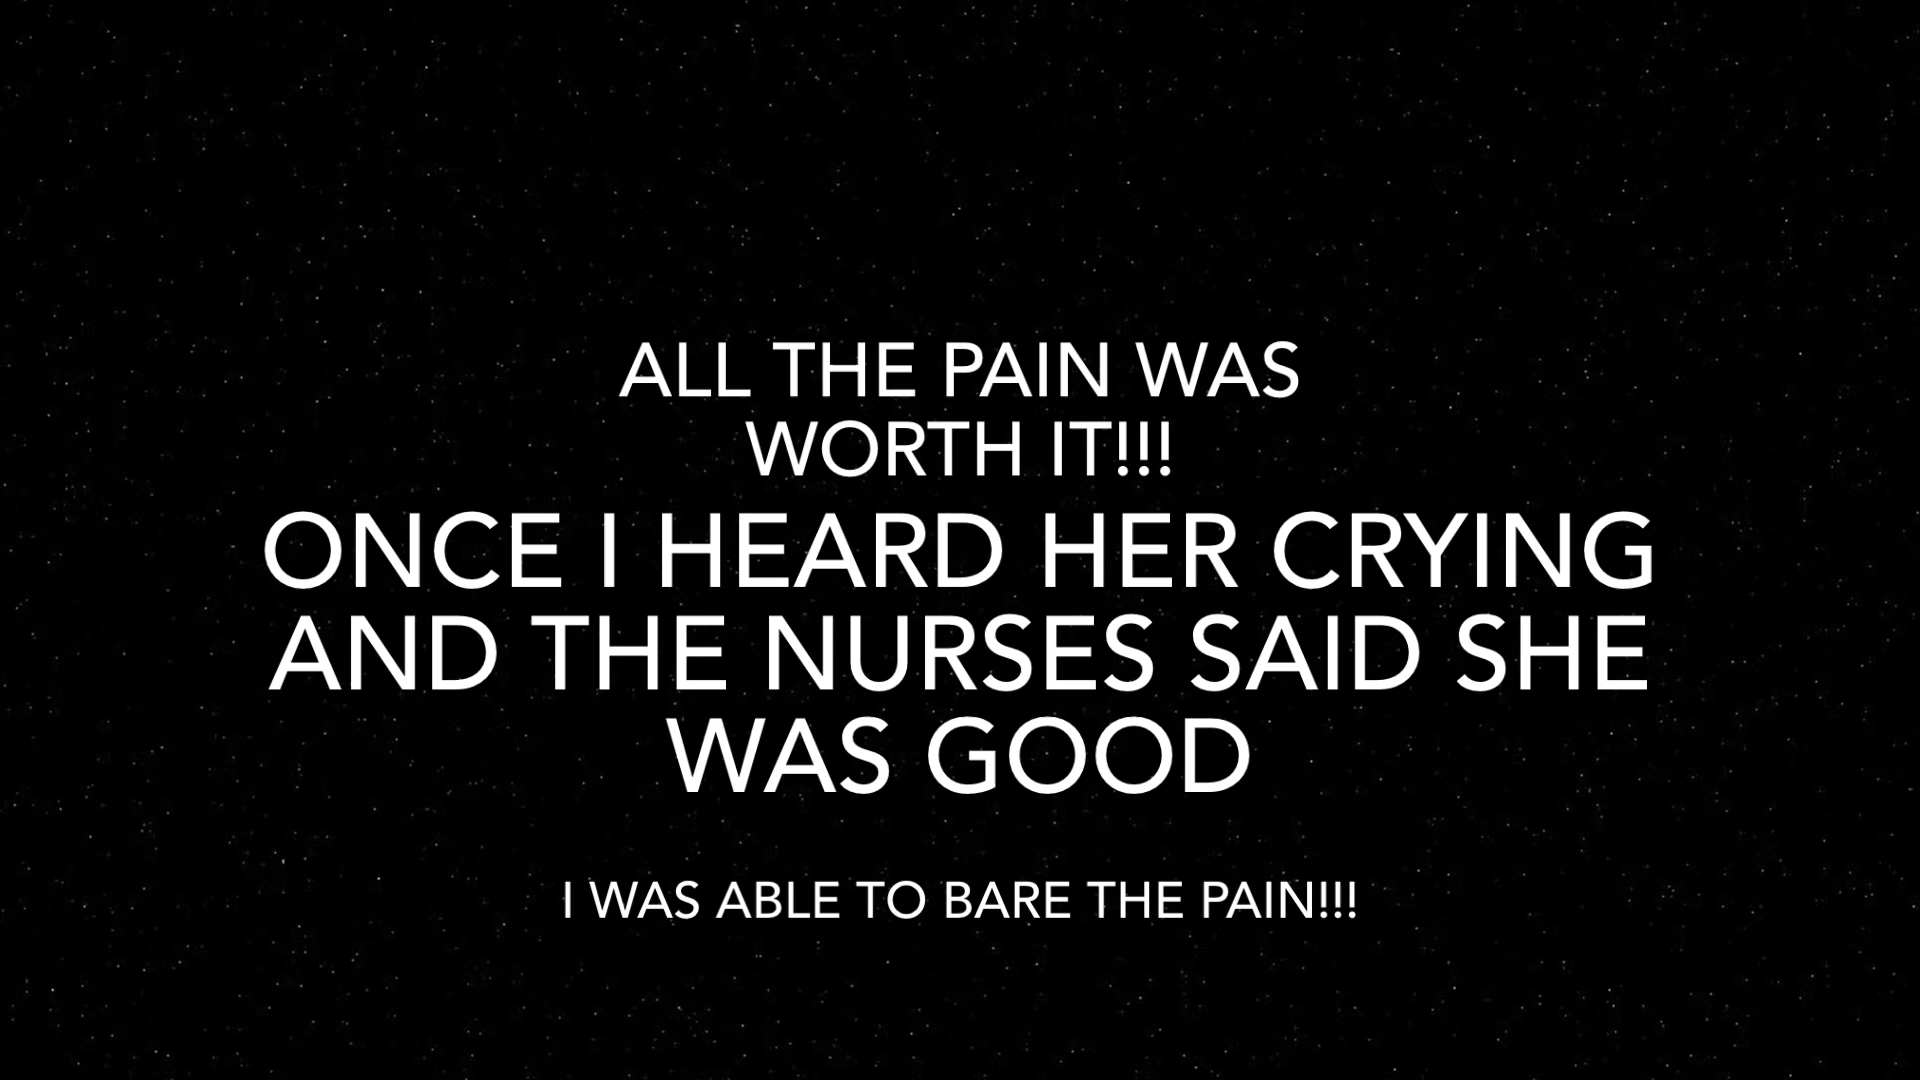 ALL THE PAIN WAS
WORTH IT!!!
ONCE I HEARD HER CRYING
AND THE NURSES SAID SHE
WAS GOOD
I WAS ABLE TO BARE THE PAIN!!!